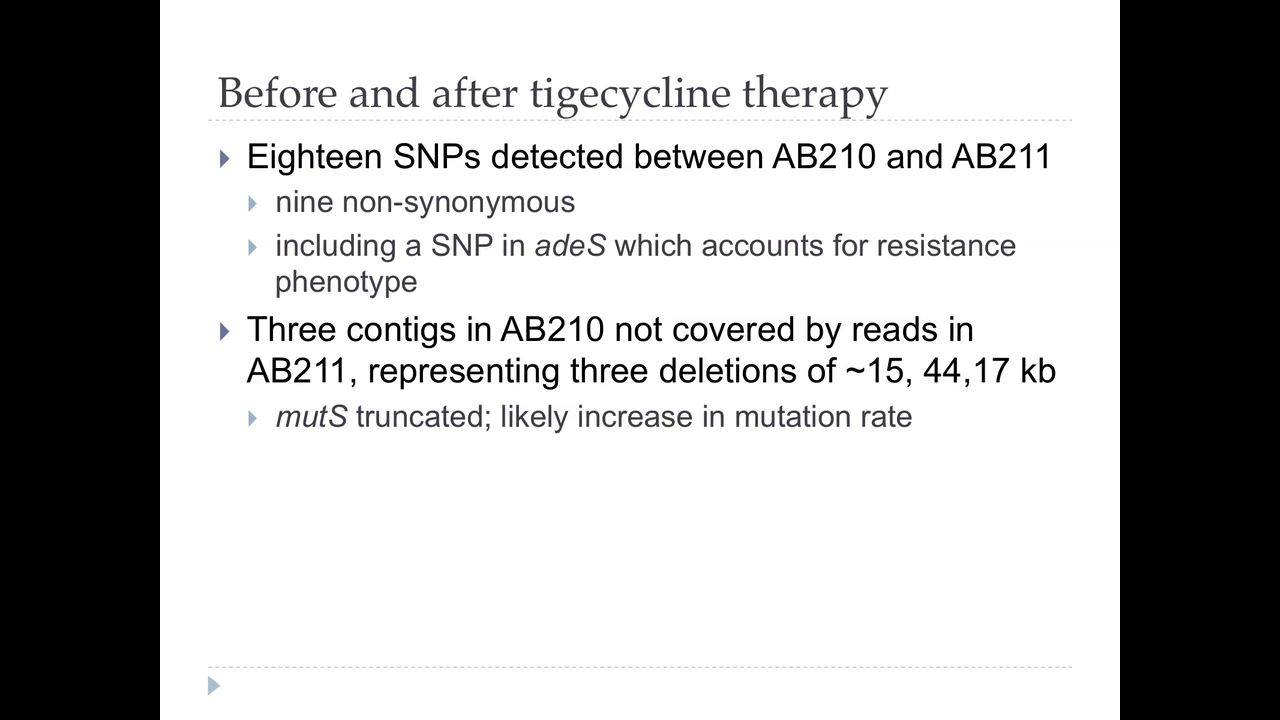 Before and after tigecycline therapy
Eighteen SNPs detected between AB210 and AB211
nine non-synonymous
including a SNP in adeS which accounts for resistance
phenotype
Three contigs in AB210 not covered by reads in
AB211, representing three deletions of ~15, 44,17 kb
mutS truncated; likely increase in mutation rate